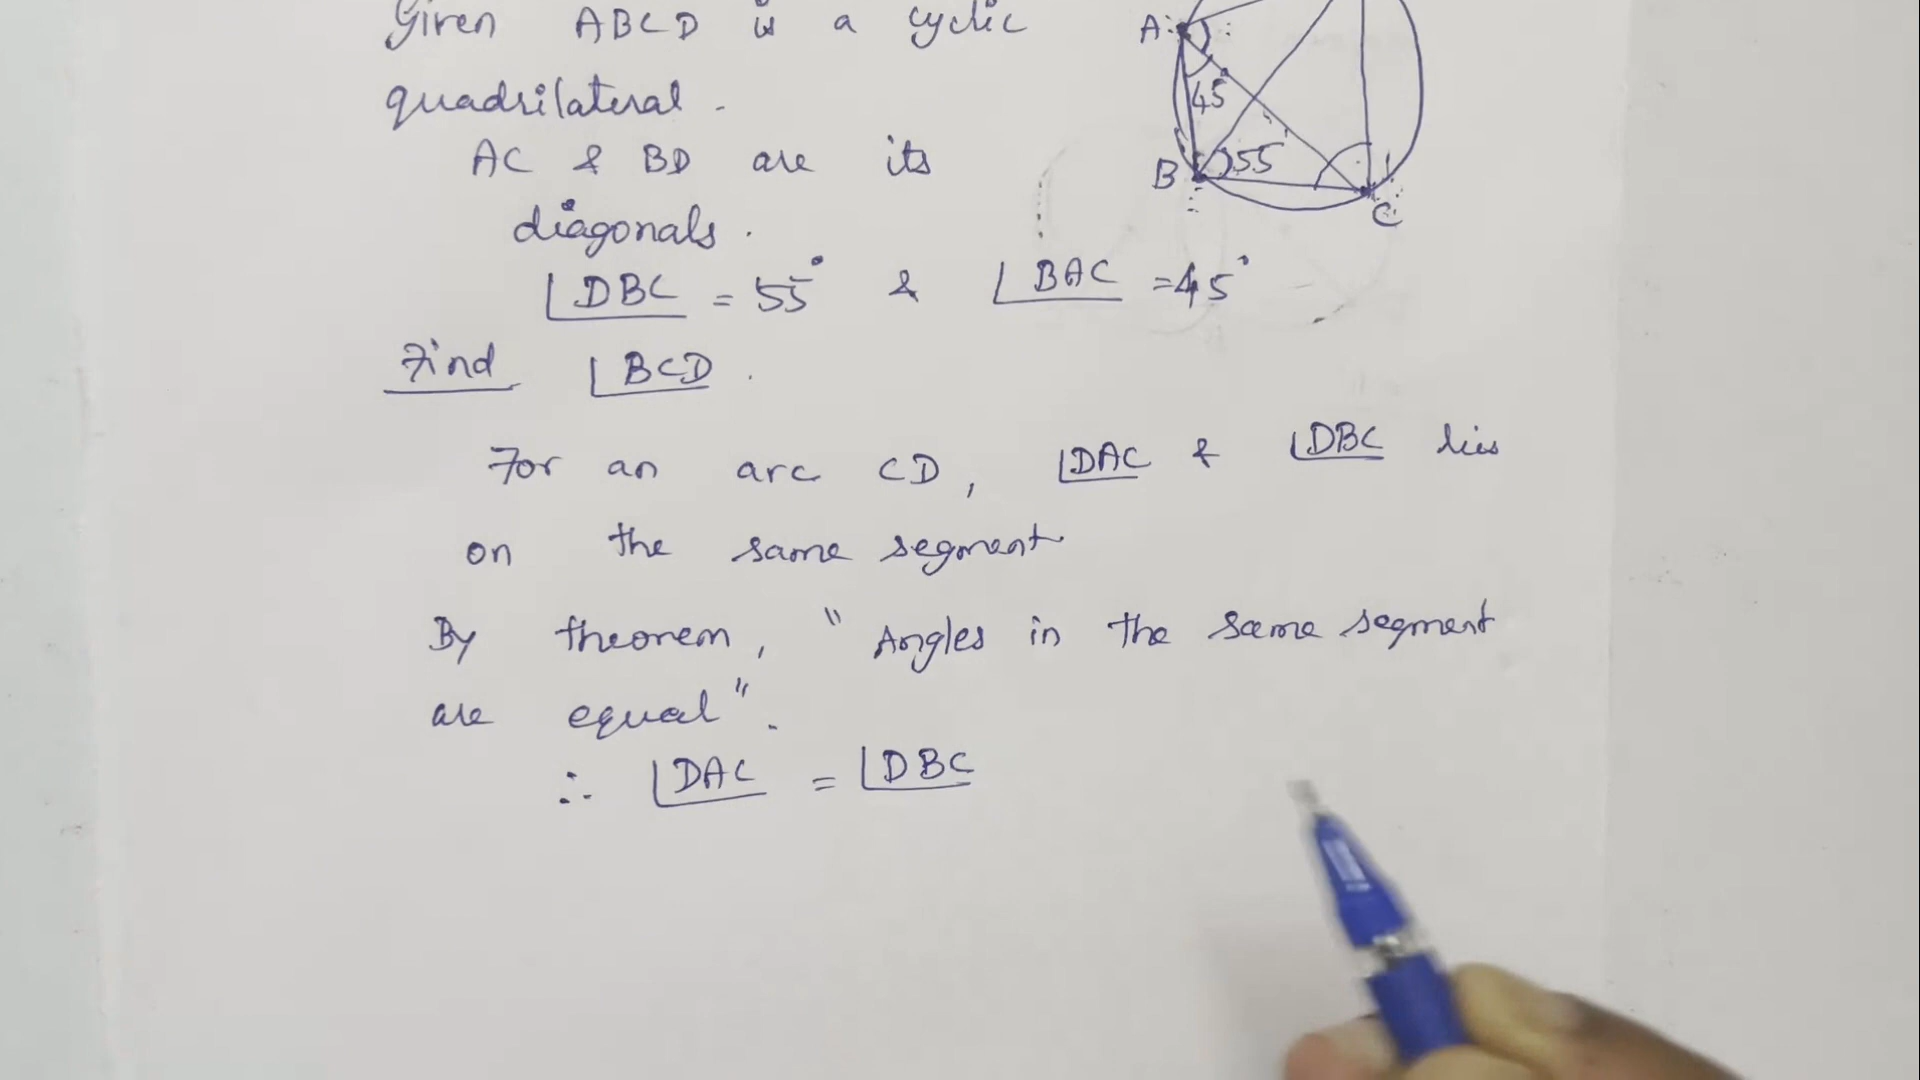 Given ABCD is a cyclic
quadrilateral.
AC & BD are its
diagonals.
∠DBC = 55° & ∠BAC = 45°
Find ∠BCD.
For an arc CD, ∠DAC & ∠DBC lies
on the same segment
By theorem, "Angles in the same segment
are equal".
∴ ∠DAC = ∠DBC
A
45
B
55
C